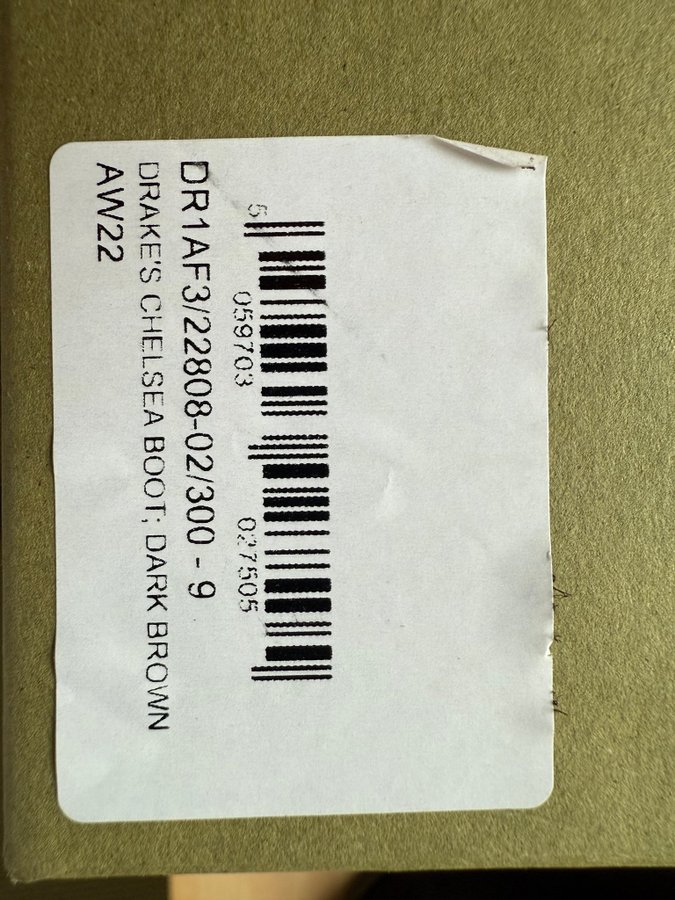 5 059703 027505
DR1AF3/22808-02/300 - 9
DRAKE'S CHELSEA BOOT; DARK BROWN
AW22